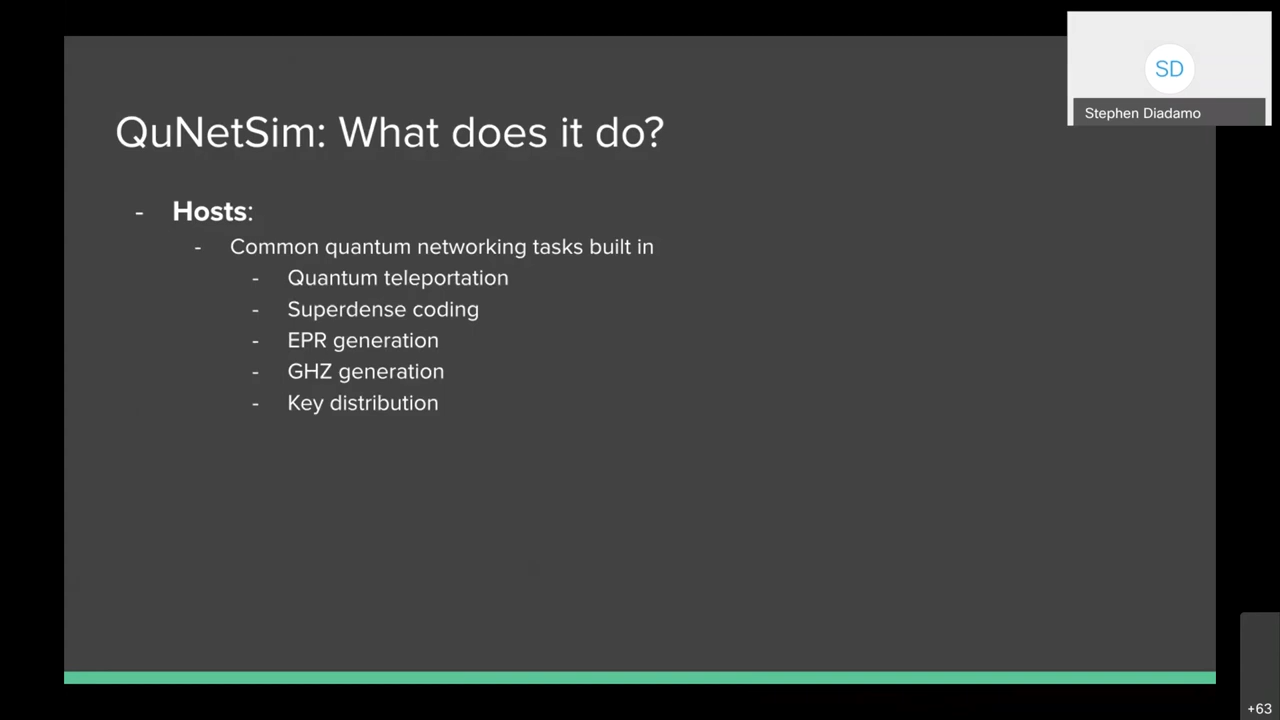 QuNetSim: What does it do?
- Hosts:
- Common quantum networking tasks built in
- Quantum teleportation
- Superdense coding
- EPR generation
- GHZ generation
- Key distribution
SD
Stephen Diadamo
+63